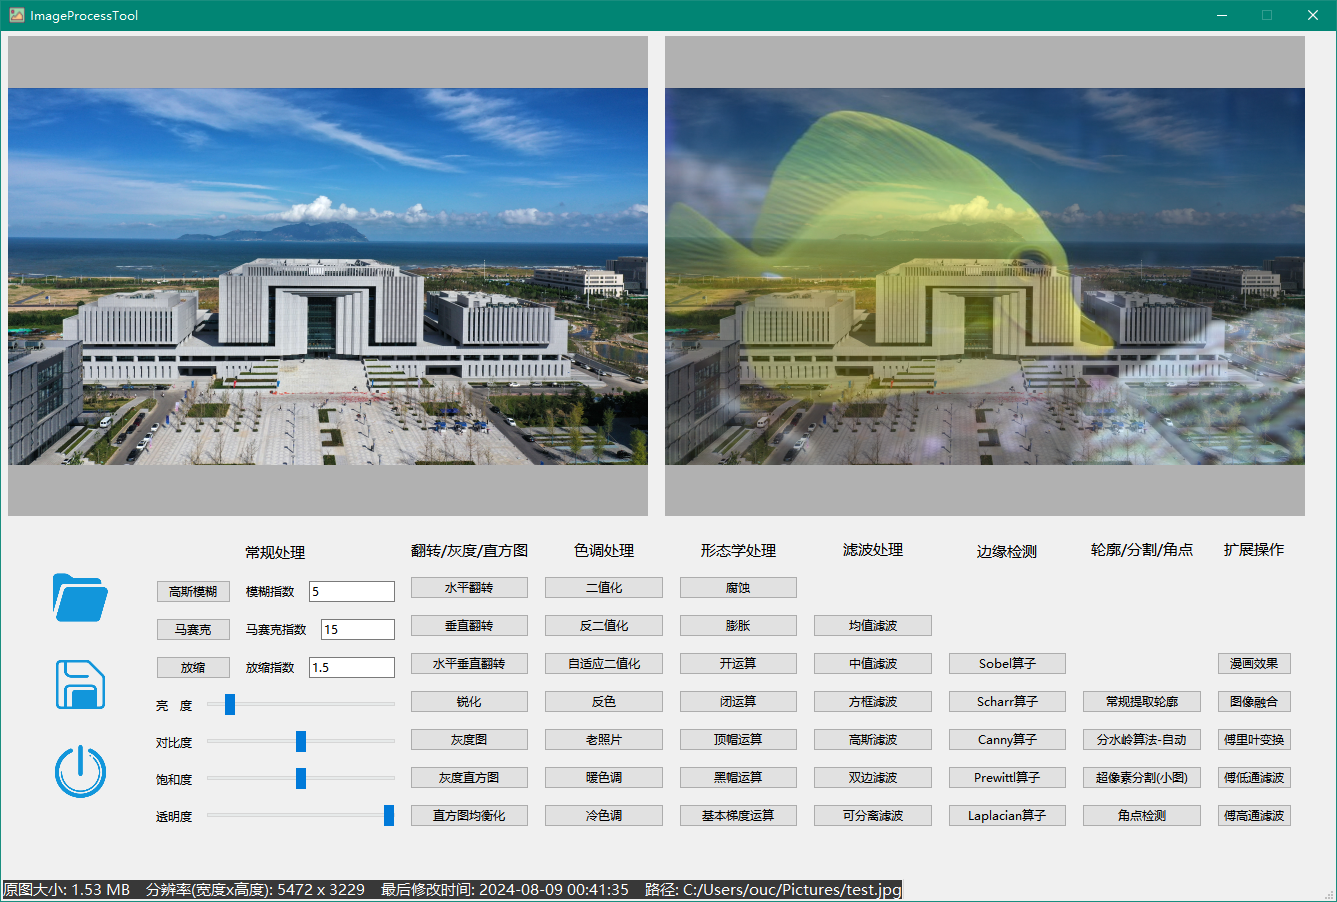 ImageProcessTool
常规处理
翻转/灰度/直方图
色调处理
形态学处理
滤波处理
边缘检测
轮廓/分割/角点
扩展操作
高斯模糊 模糊指数 5
水平翻转
二值化
腐蚀
马赛克 马赛克指数 15
垂直翻转
反二值化
膨胀
均值滤波
放缩 放缩指数 1.5
水平垂直翻转
自适应二值化
开运算
中值滤波
Sobel算子
漫画效果
亮 度
锐化
反色
闭运算
方框滤波
Scharr算子
常规提取轮廓
图像融合
对比度
灰度图
老照片
顶帽运算
高斯滤波
Canny算子
分水岭算法-自动
傅里叶变换
饱和度
灰度直方图
暖色调
黑帽运算
双边滤波
Prewittl算子
超像素分割(小图)
傅低通滤波
透明度
直方图均衡化
冷色调
基本梯度运算
可分离滤波
Laplacian算子
角点检测
傅高通滤波
原图大小: 1.53 MB 分辨率(宽度x高度): 5472 x 3229 最后修改时间: 2024-08-09 00:41:35 路径: C:/Users/ouc/Pictures/test.jpg